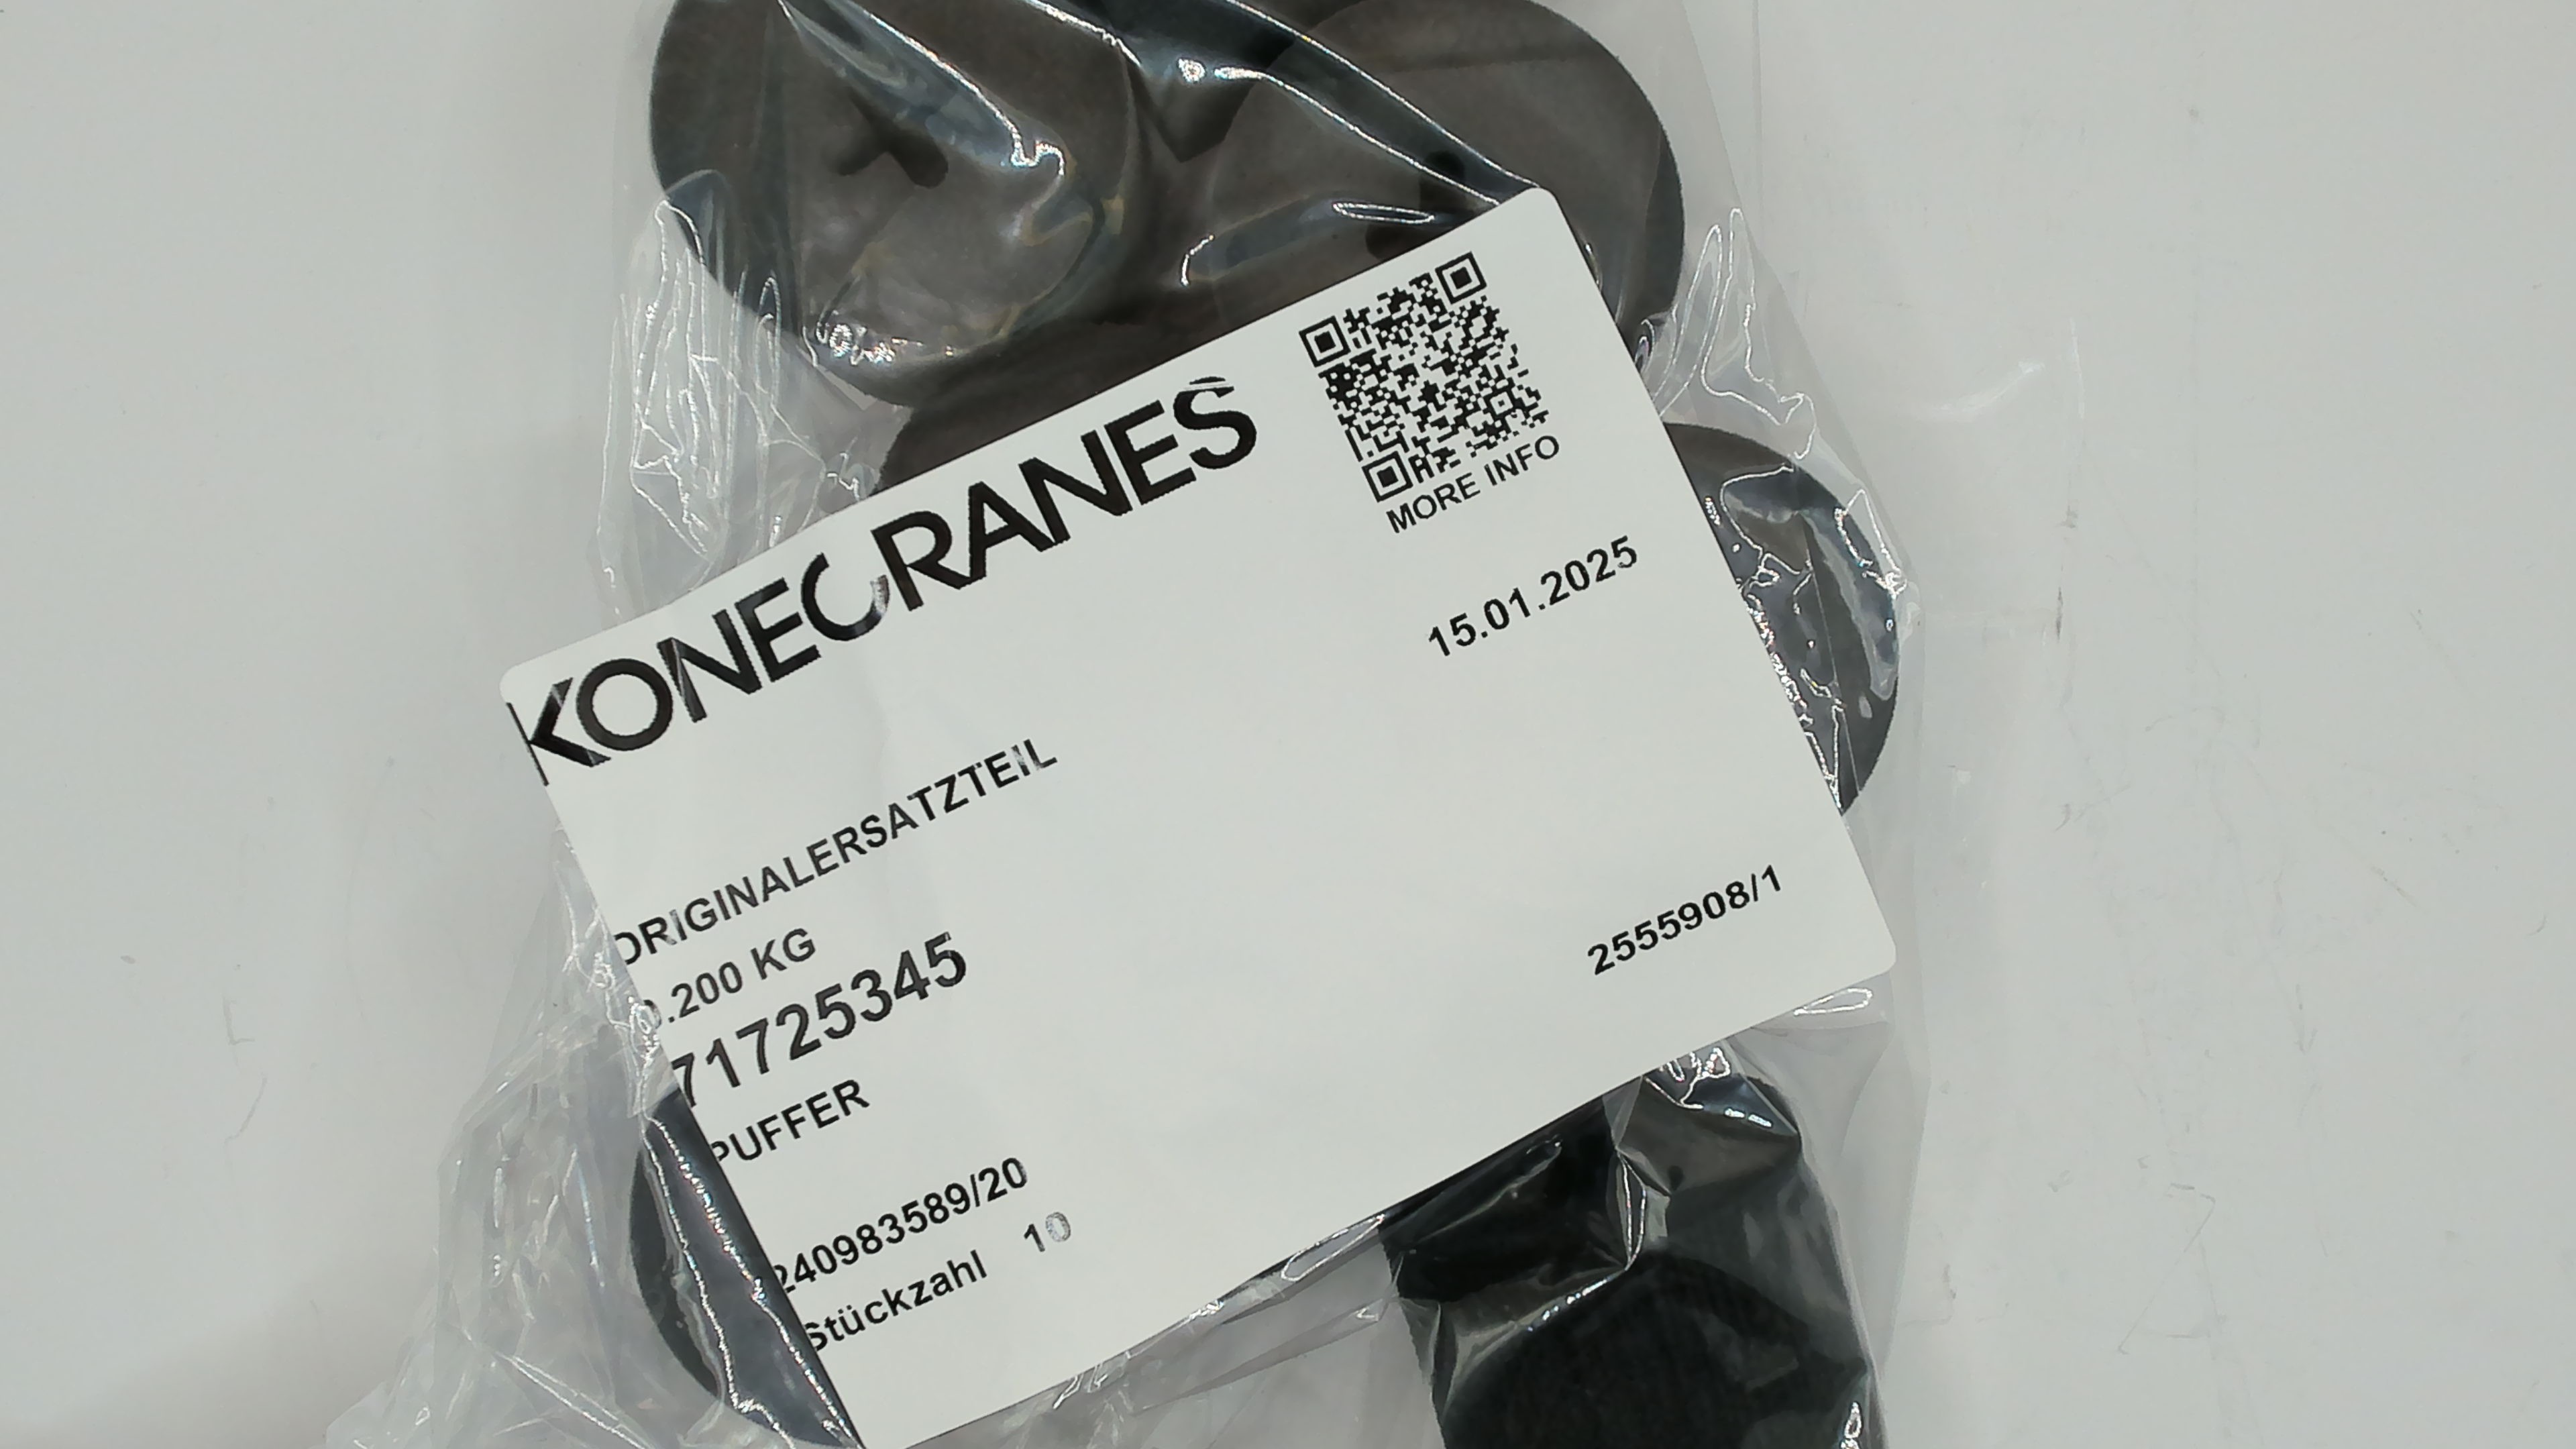 KONECRANES
MORE INFO
15.01.2025
ORIGINALERSATZTEIL
0.200 KG
71725345
PUFFER
2555908/1
240983589/20
Stückzahl 10